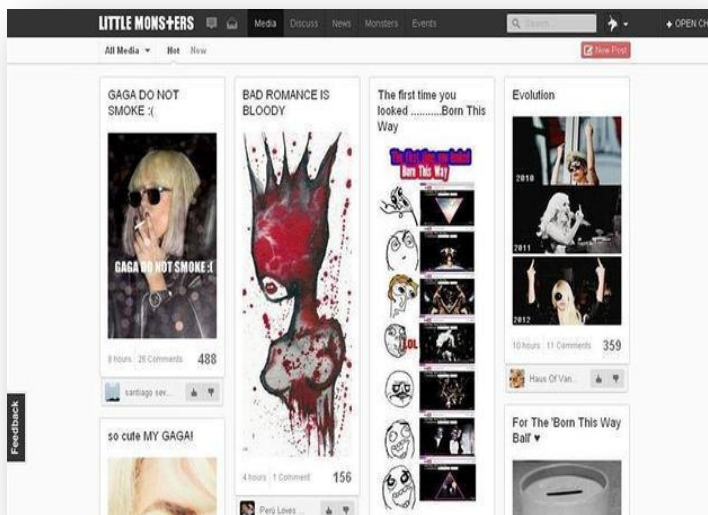 LITTLE MONSTERS
Media
Discuss
News
Monsters
Events
Search...
OPEN CH
All Media
Hot
New
New Post
GAGA DO NOT
SMOKE :(
GAGA DO NOT SMOKE :(
8 hours
26 Comments
488
santiago sev...
so cute MY GAGA!
BAD ROMANCE IS
BLOODY
4 hours
1 Comment
156
Perú Loves ...
The first time you
looked ...........Born This
Way
The first time you looked
Born This Way
LOL
Evolution
2010
2011
2012
10 hours
11 Comments
359
Haus Of Van...
For The 'Born This Way
Ball' ♥
Feedback